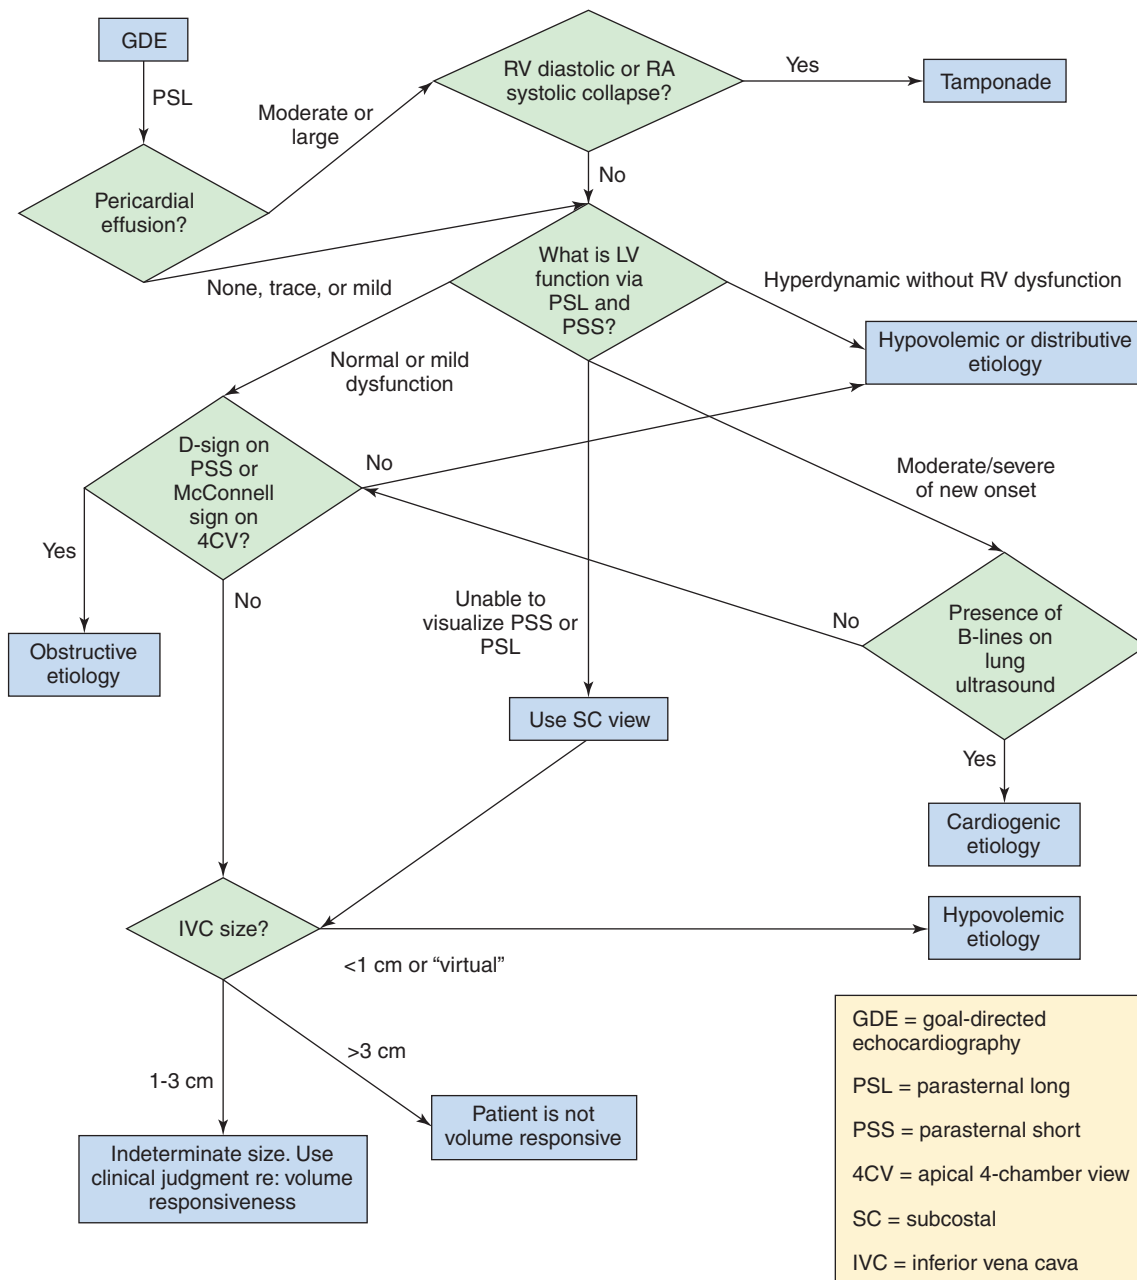 GDE
PSL
Pericardial
effusion?
Moderate or
large
RV diastolic or RA
systolic collapse?
Yes
Tamponade
No
None, trace, or mild
What is LV
function via
PSL and
PSS?
Hyperdynamic without RV dysfunction
Hypovolemic or distributive
etiology
Normal or mild
dysfunction
D-sign on
PSS or
McConnell
sign on
4CV?
No
Yes
Obstructive
etiology
No
Unable to
visualize PSS or
PSL
Use SC view
Moderate/severe
of new onset
Presence of
B-lines on
lung
ultrasound
No
Yes
Cardiogenic
etiology
IVC size?
<1 cm or “virtual”
Hypovolemic
etiology
>3 cm
Patient is not
volume responsive
1-3 cm
Indeterminate size. Use
clinical judgment re: volume
responsiveness
GDE = goal-directed
echocardiography
PSL = parasternal long
PSS = parasternal short
4CV = apical 4-chamber view
SC = subcostal
IVC = inferior vena cava